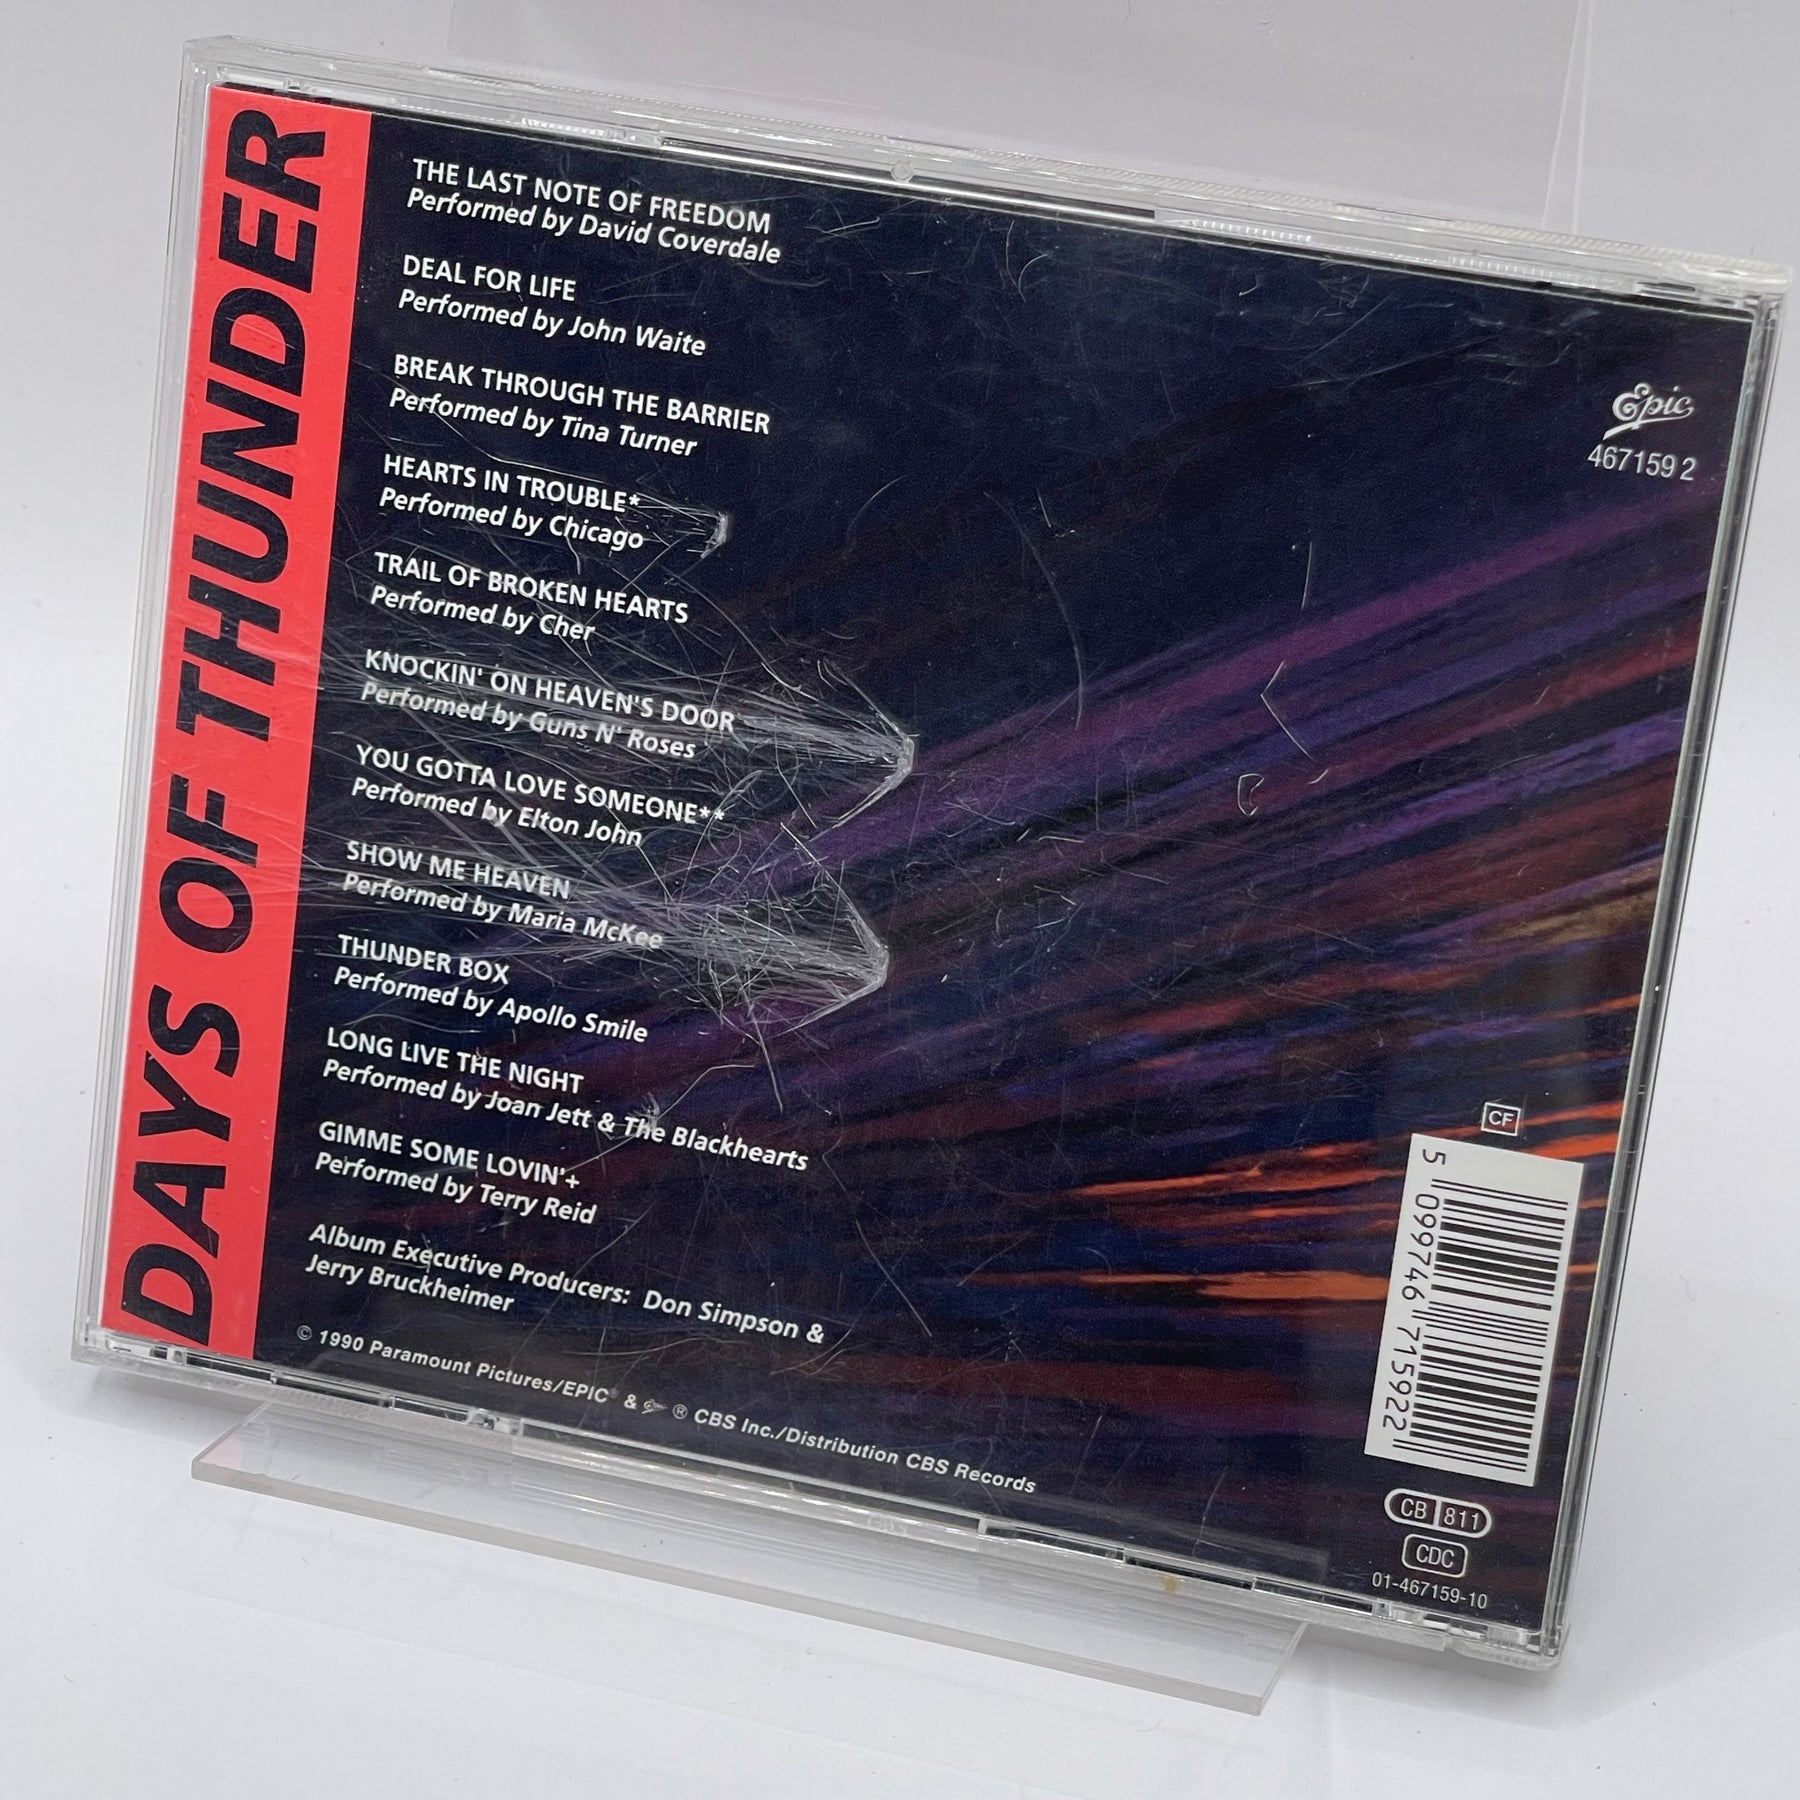 DAYS OF THUNDER
THE LAST NOTE OF FREEDOM
Performed by David Coverdale
DEAL FOR LIFE
Performed by John Waite
BREAK THROUGH THE BARRIER
Performed by Tina Turner
HEARTS IN TROUBLE*
Performed by Chicago
TRAIL OF BROKEN HEARTS
Performed by Cher
KNOCKIN' ON HEAVEN'S DOOR
Performed by Guns N' Roses
YOU GOTTA LOVE SOMEONE**
Performed by Elton John
SHOW ME HEAVEN
Performed by Maria McKee
THUNDER BOX
Performed by Apollo Smile
LONG LIVE THE NIGHT
Performed by Joan Jett & The Blackhearts
GIMME SOME LOVIN'+
Performed by Terry Reid
Album Executive Producers: Don Simpson &
Jerry Bruckheimer
© 1990 Paramount Pictures/EPIC® & ® CBS Inc./Distribution CBS Records
Epic
467159 2
CF
5 099746 715922
CB 811
CDC
01-467159-10